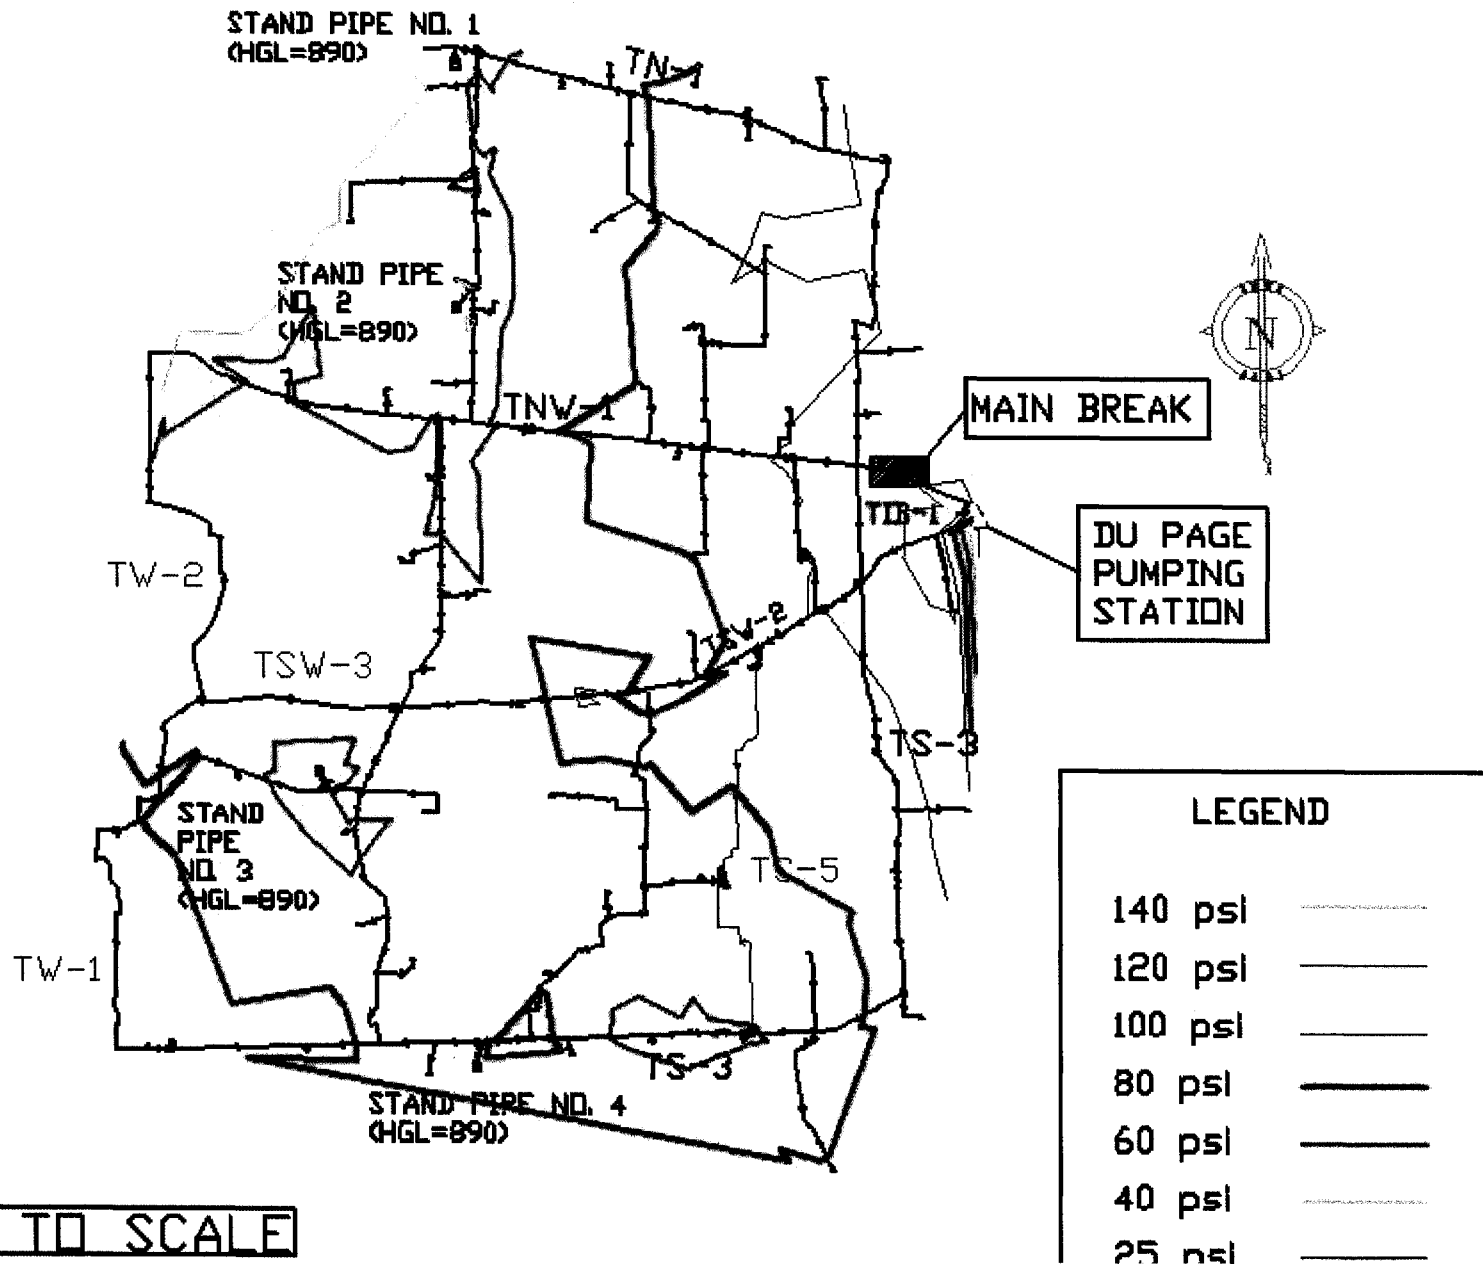 STAND PIPE NO. 1
(HGL=890)
TN-1
STAND PIPE
NO. 2
(HGL=890)
TNW-1
MAIN BREAK
N
TIB-1
DU PAGE
PUMPING
STATION
TW-2
TSW-2
TSW-3
TS-3
STAND
PIPE
NO. 3
(HGL=890)
TS-5
TW-1
TS-3
STAND PIPE NO. 4
(HGL=890)
LEGEND
140 psi
120 psi
100 psi
80 psi
60 psi
40 psi
25 psi
TO SCALE